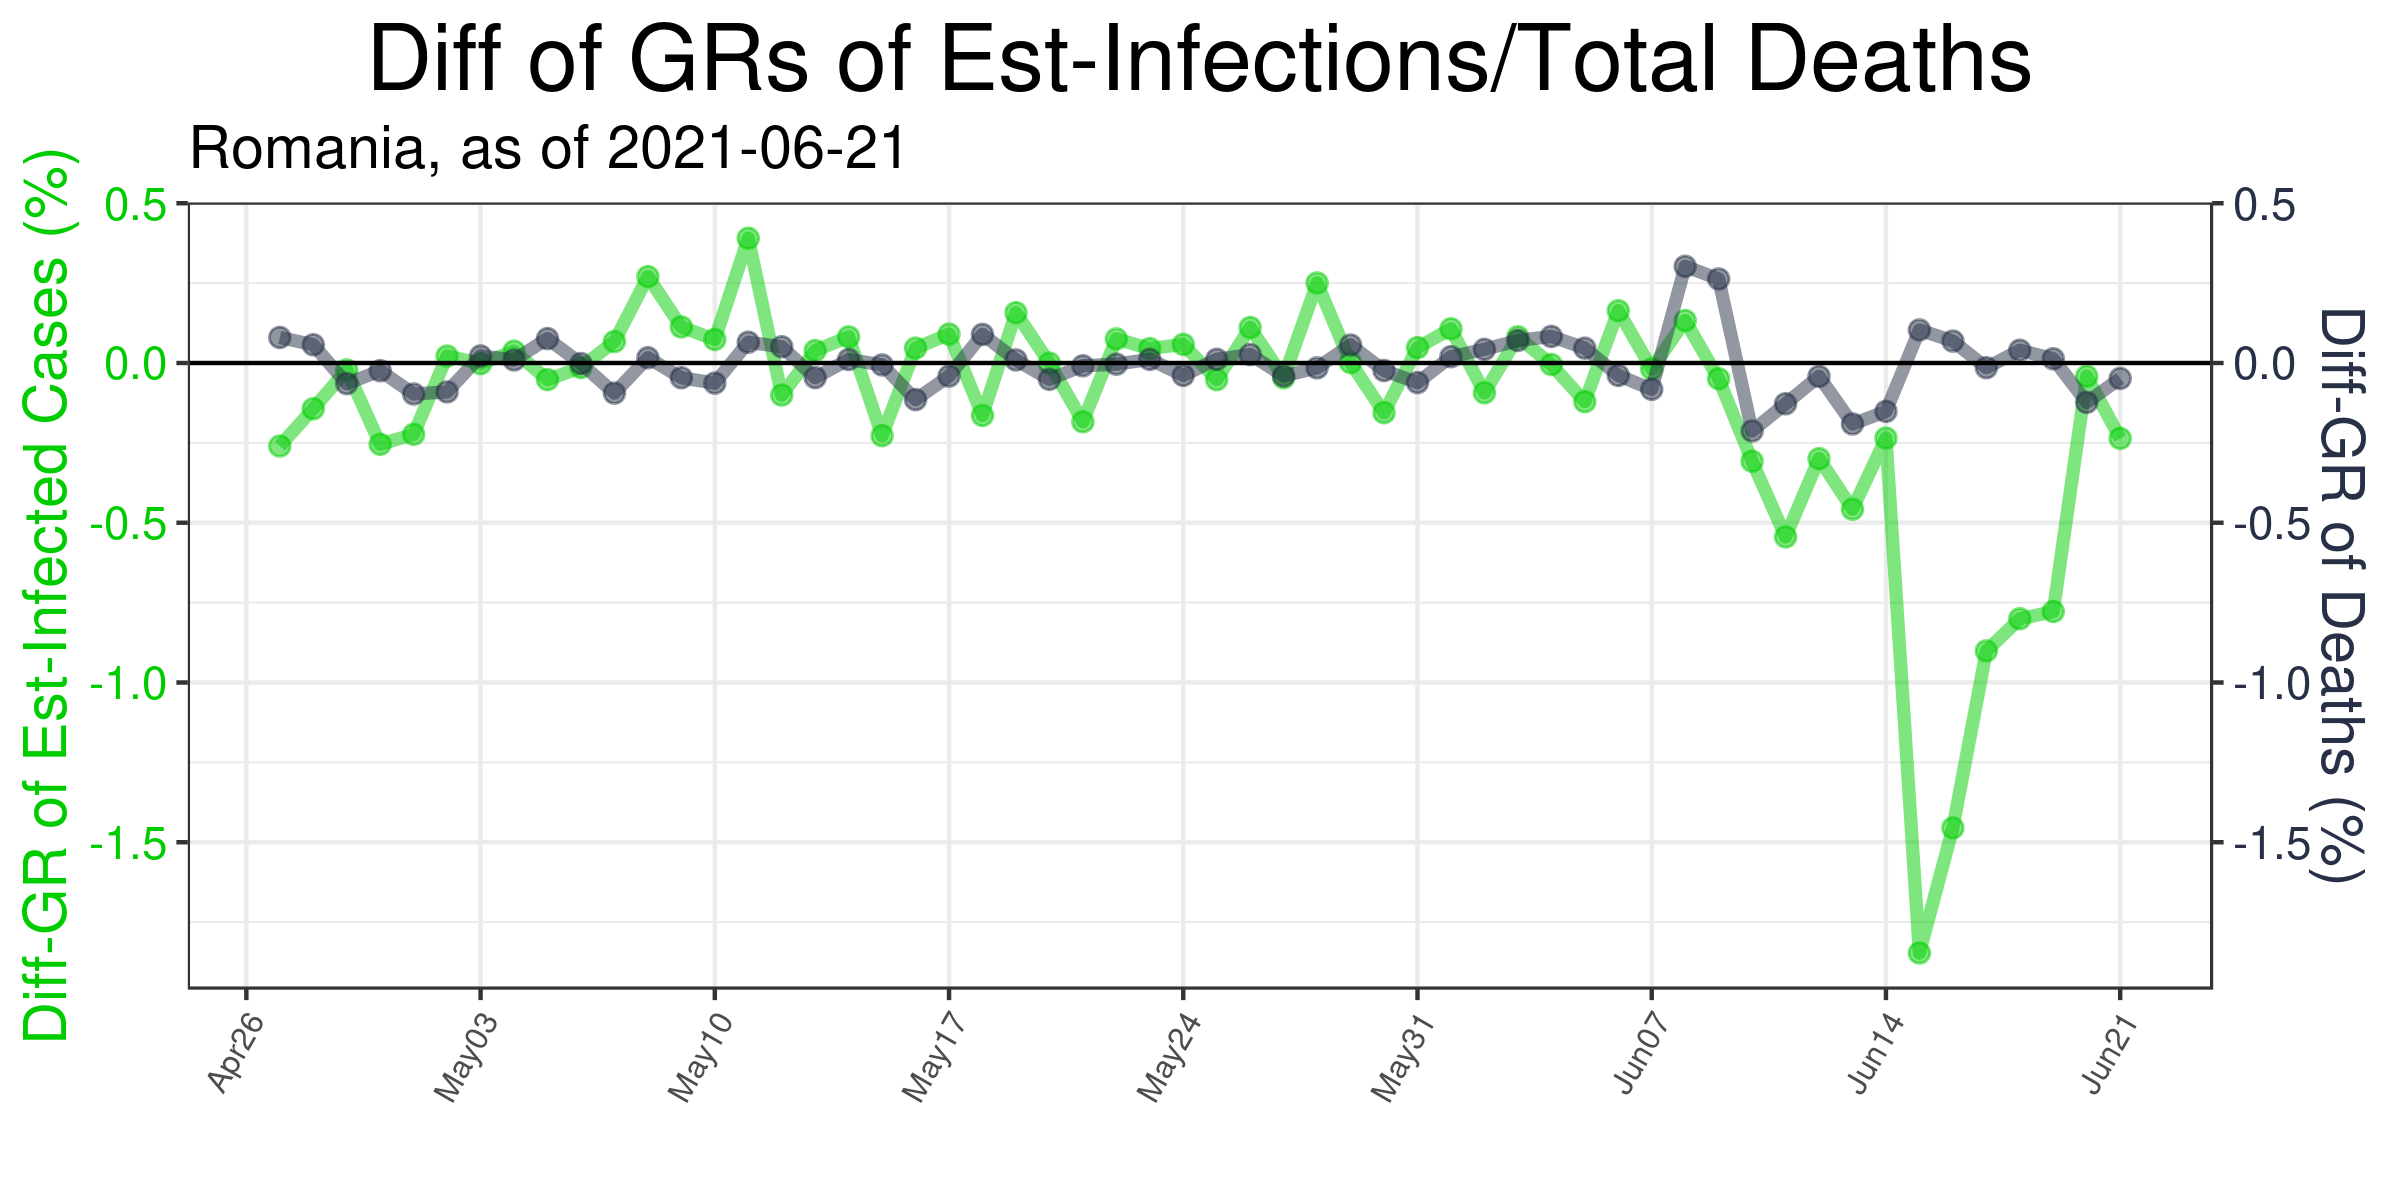 Diff of GRs of Est-Infections/Total Deaths
Romania, as of 2021-06-21
Diff-GR of Est-Infected Cases (%)
0.5
0.0
-0.5
-1.0
-1.5
0.5
0.0
-0.5
-1.0
-1.5
Diff-GR of Deaths (%)
Apr26
May03
May10
May17
May24
May31
Jun07
Jun14
Jun21